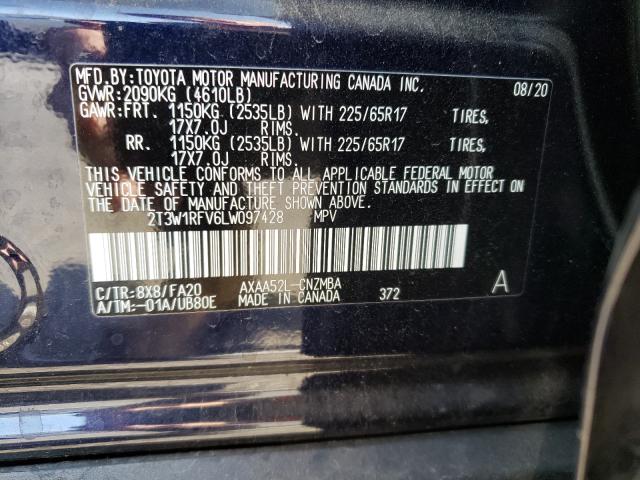 MFD.BY:TOYOTA MOTOR MANUFACTURING CANADA INC. 08/20
GVWR:2090KG (4610LB)
GAWR:FRT. 1150KG (2535LB) WITH 225/65R17 TIRES,
17X7.0J RIMS.
RR. 1150KG (2535LB) WITH 225/65R17 TIRES,
17X7.0J RIMS.
THIS VEHICLE CONFORMS TO ALL APPLICABLE FEDERAL MOTOR
VEHICLE SAFETY AND THEFT PREVENTION STANDARDS IN EFFECT ON
THE DATE OF MANUFACTURE SHOWN ABOVE.
2T3W1RFV6LW097428 MPV
C/TR:8X8/FA20 AXAA52L-CNZMBA
A/TM:-01A/UB80E MADE IN CANADA 372 A